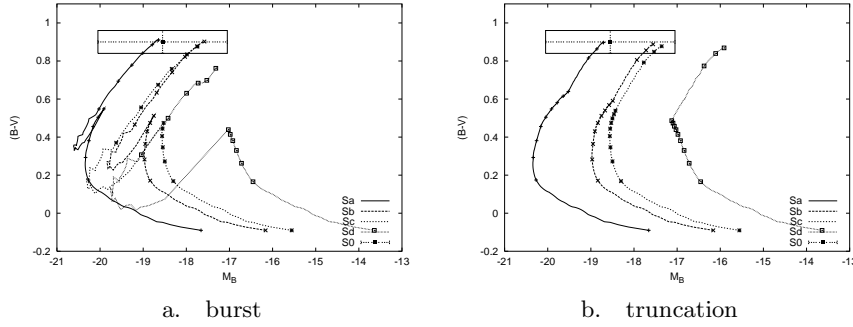 1
0.8
0.6
0.4
0.2
0
-0.2
(B-V)
-21 -20 -19 -18 -17 -16 -15 -14 -13
M_B
Sa
Sb
Sc
Sd
S0
a. burst
1
0.8
0.6
0.4
0.2
0
-0.2
(B-V)
-21 -20 -19 -18 -17 -16 -15 -14 -13
M_B
Sa
Sb
Sc
Sd
S0
b. truncation